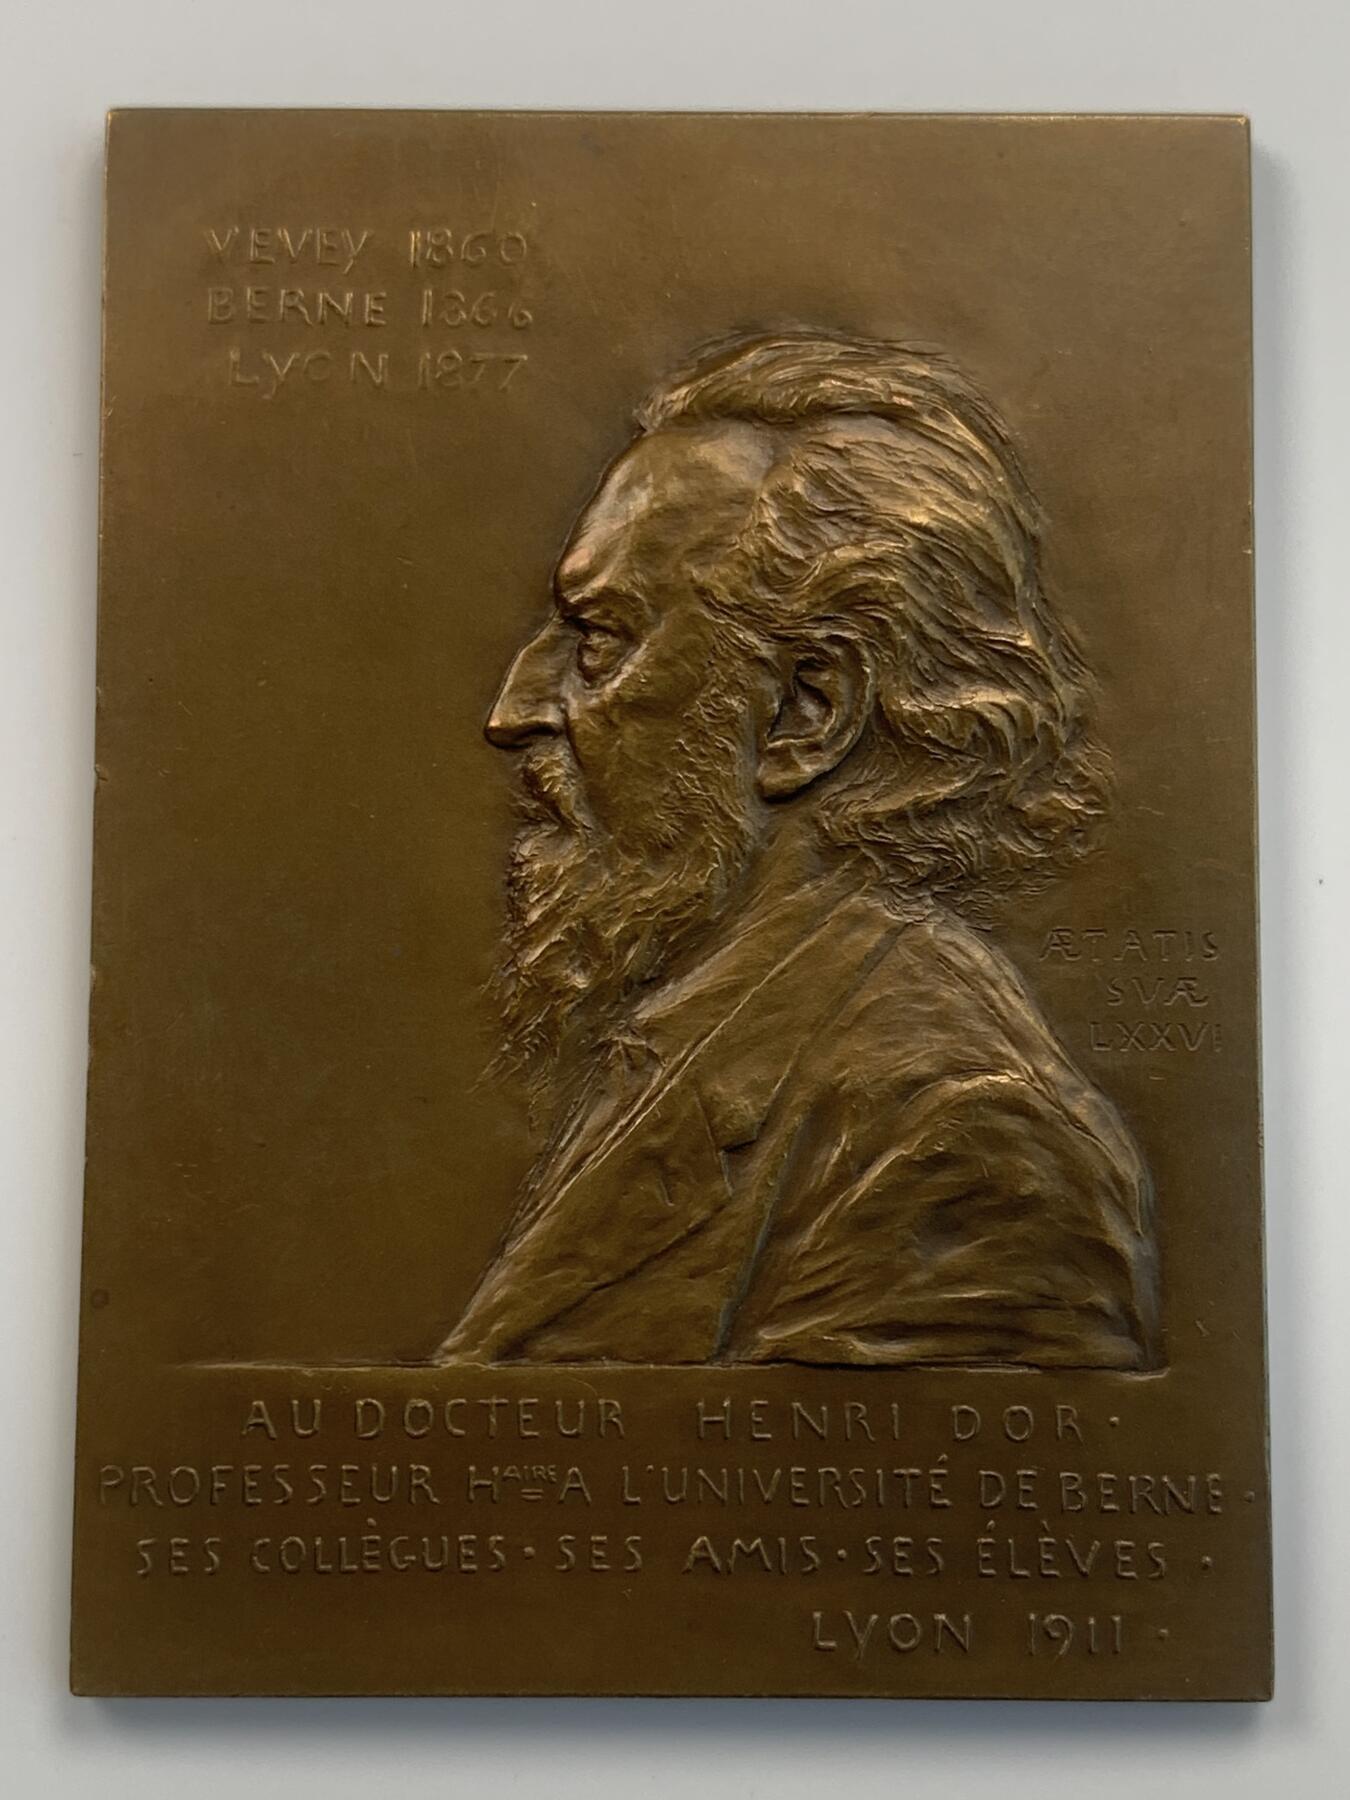 VEVEY 1860
BERNE 1866
LYON 1877
ÆTATIS
SVÆ
LXXVI
AU DOCTEUR HENRI DOR·
PROFESSEUR HAIRE A L'UNIVERSITÉ DE BERNE·
SES COLLÈGUES·SES AMIS·SES ÉLÈVES·
LYON 1911·